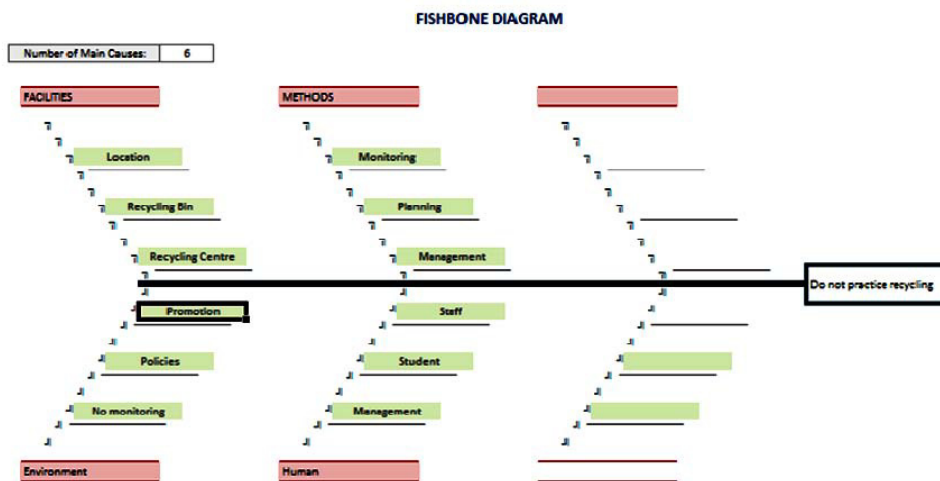 FISHBONE DIAGRAM
Number of Main Causes: 6
FACILITIES METHODS
Location Monitoring
Recycling Bin Planning
Recycling Centre Management
Do not practice recycling
Promotion Staff
Policies Student
No monitoring Management
Environment Human